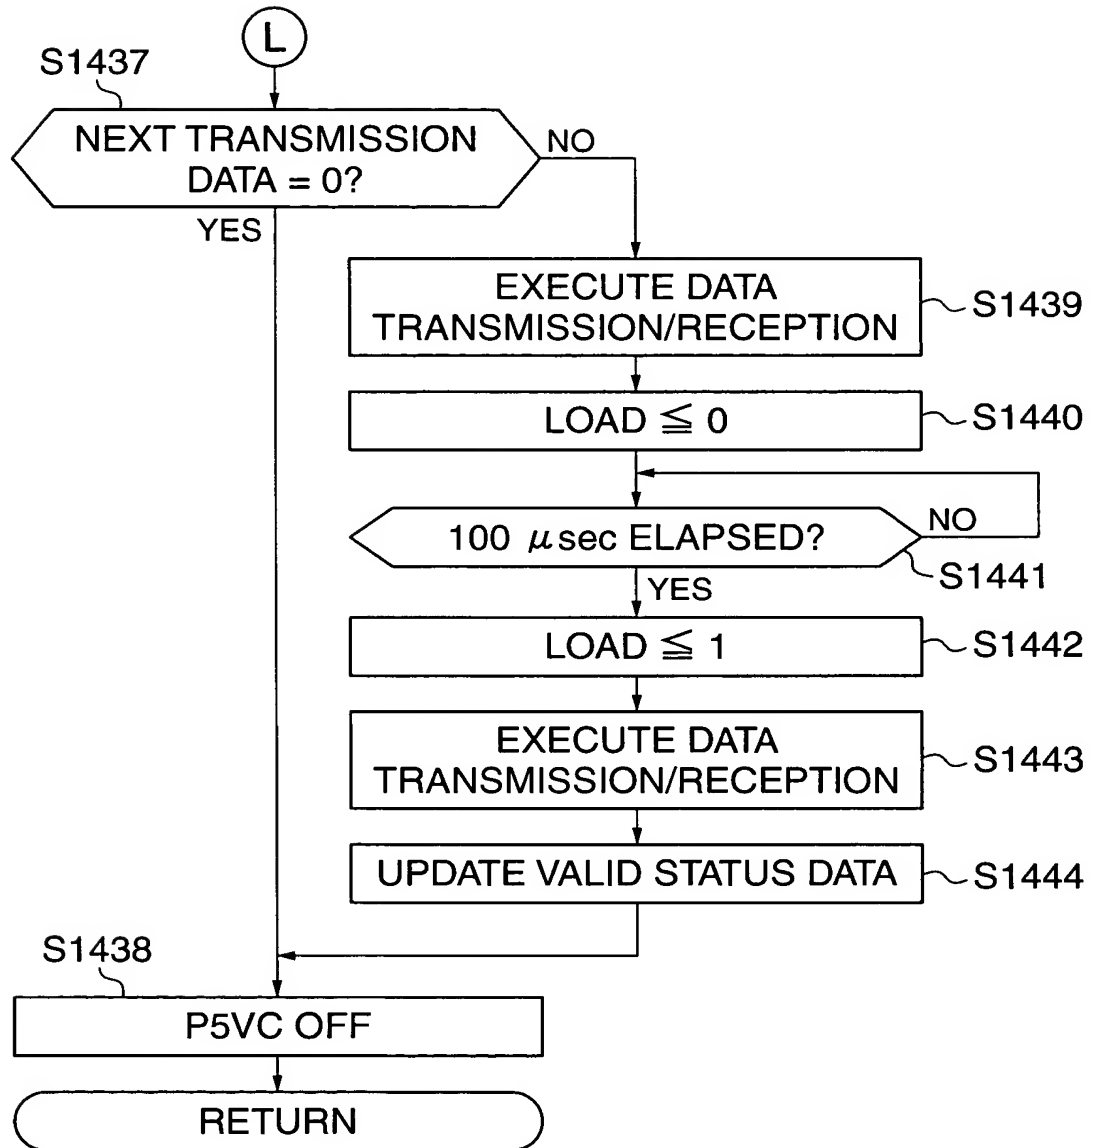 L
S1437
NEXT TRANSMISSION
DATA = 0?
NO
YES
EXECUTE DATA
TRANSMISSION/RECEPTION
S1439
LOAD ≦ 0
S1440
100 μsec ELAPSED?
NO
S1441
YES
LOAD ≦ 1
S1442
EXECUTE DATA
TRANSMISSION/RECEPTION
S1443
UPDATE VALID STATUS DATA
S1444
S1438
P5VC OFF
RETURN